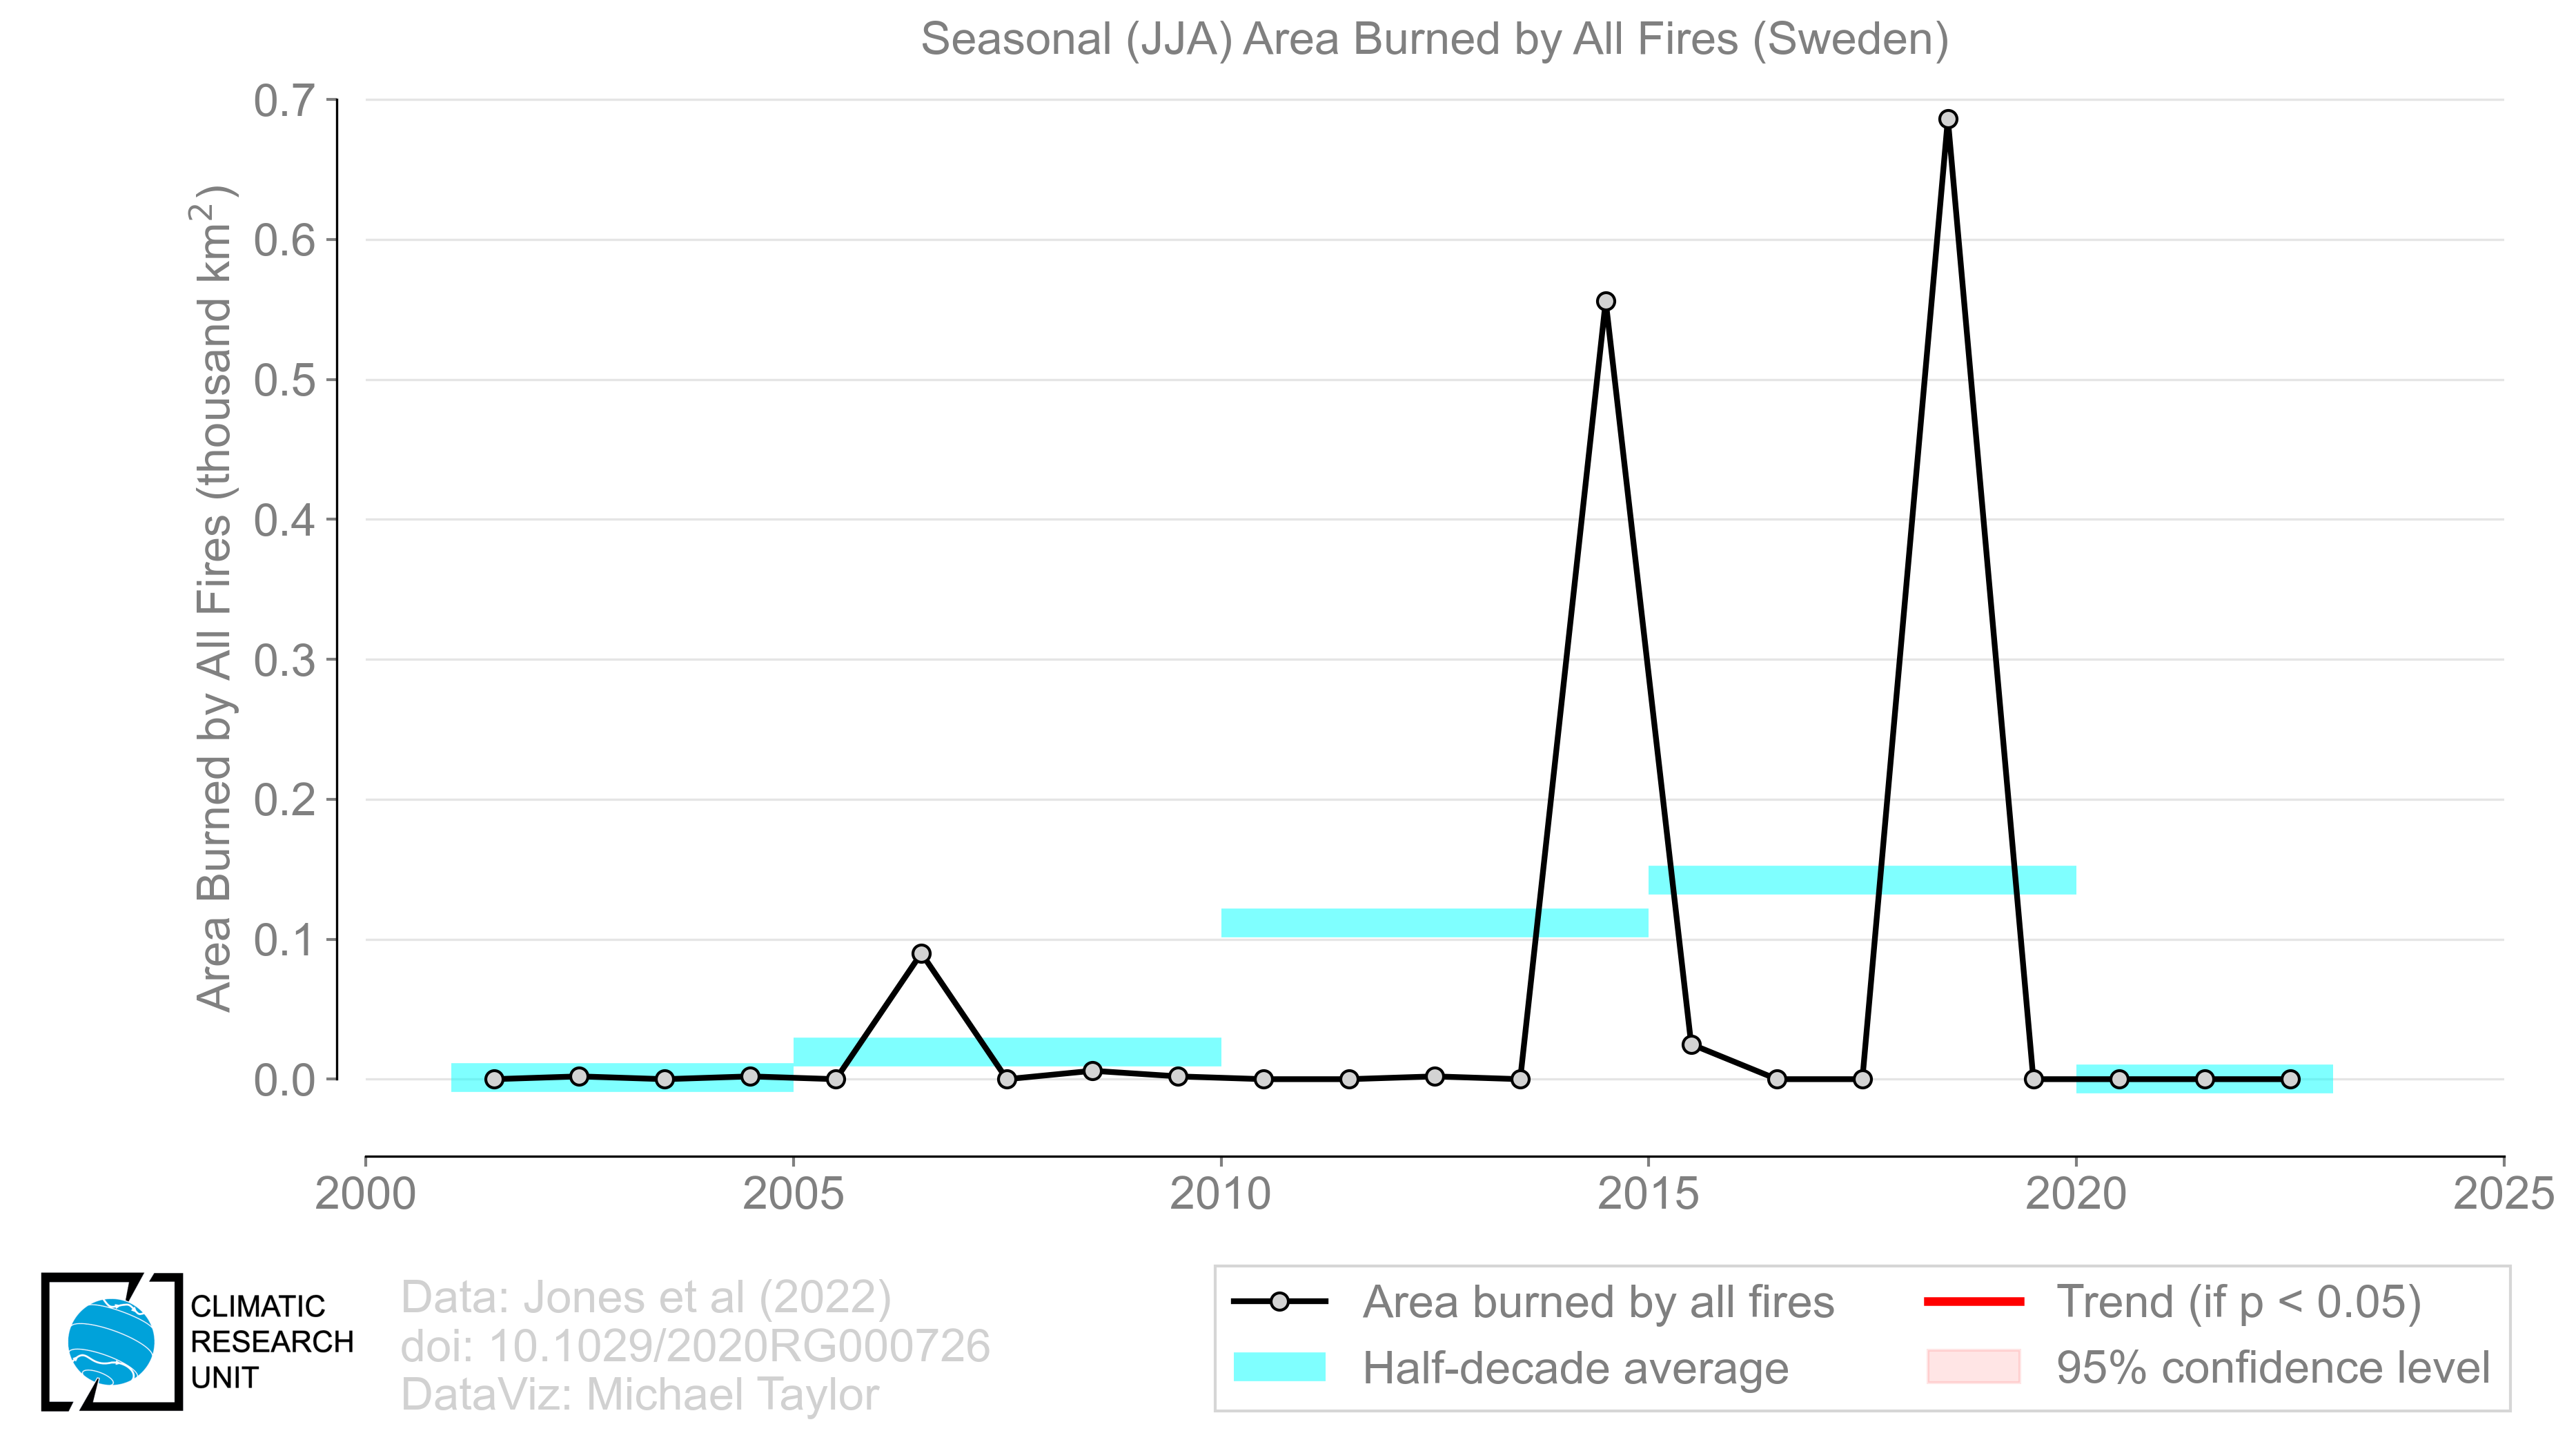 Seasonal (JJA) Area Burned by All Fires (Sweden)
Area Burned by All Fires (thousand km²)
0.7
0.6
0.5
0.4
0.3
0.2
0.1
0.0
2000 2005 2010 2015 2020 2025
CLIMATIC
RESEARCH
UNIT
Data: Jones et al (2022)
doi: 10.1029/2020RG000726
DataViz: Michael Taylor
Area burned by all fires
Half-decade average
Trend (if p < 0.05)
95% confidence level